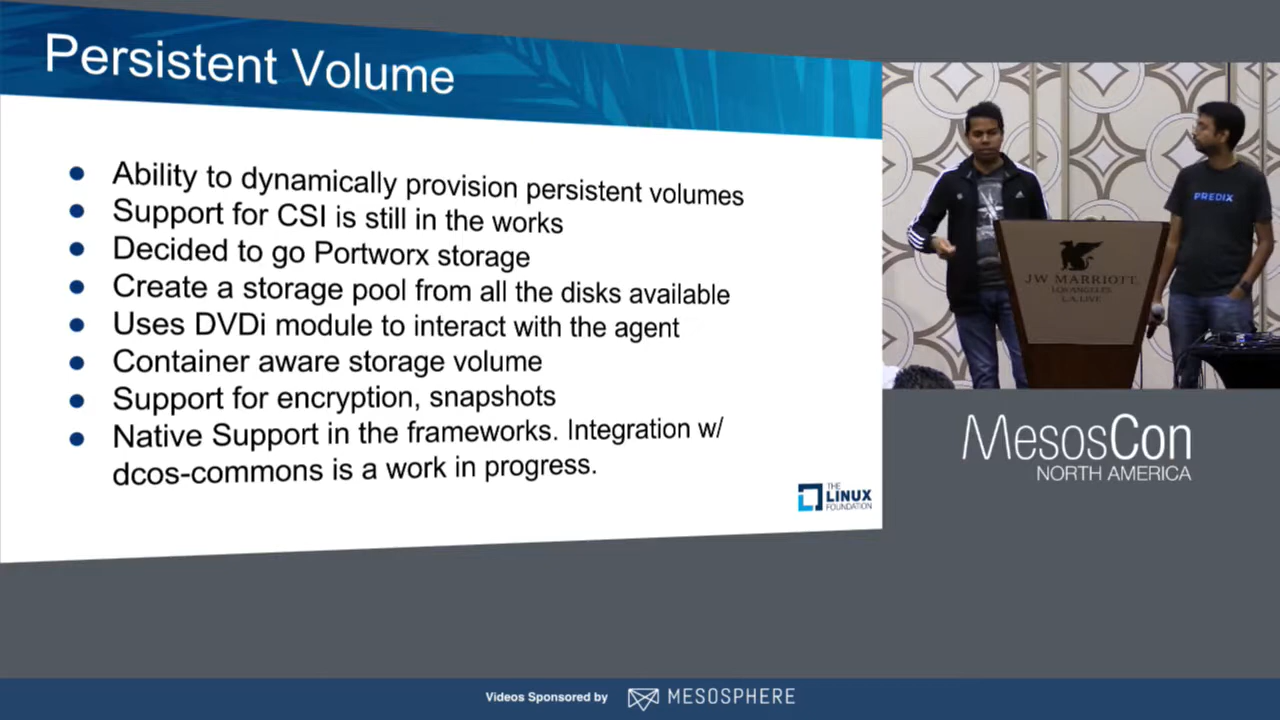 Persistent Volume
Ability to dynamically provision persistent volumes
Support for CSI is still in the works
Decided to go Portworx storage
Create a storage pool from all the disks available
Uses DVDi module to interact with the agent
Container aware storage volume
Support for encryption, snapshots
Native Support in the frameworks. Integration w/
dcos-commons is a work in progress.
THE
LINUX
FOUNDATION
PREDIX
JW MARRIOTT
LOS ANGELES
L.A. LIVE
MesosCon
NORTH AMERICA
Videos Sponsored by MESOSPHERE